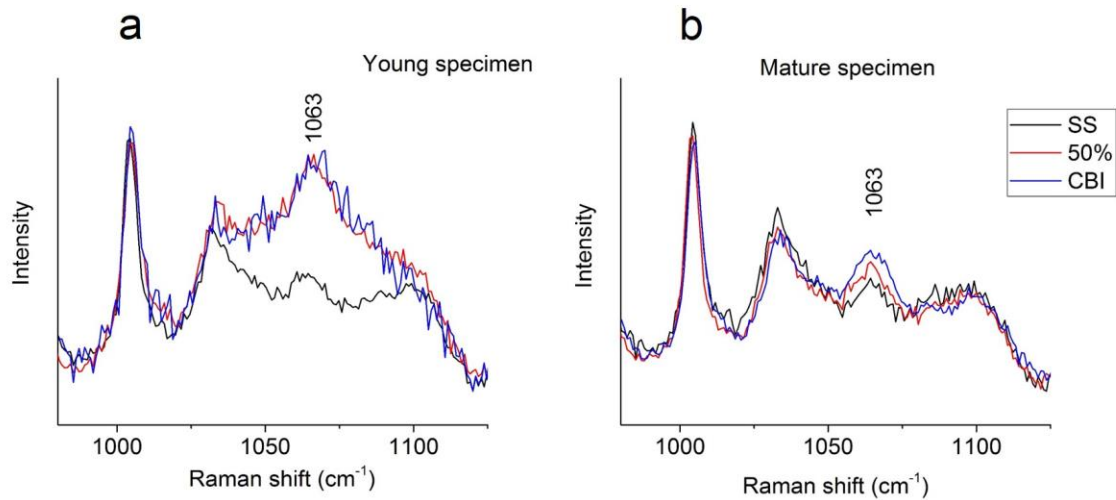 a
Young specimen
1063
Intensity
1000
1050
1100
Raman shift (cm-1)
b
Mature specimen
1063
Intensity
1000
1050
1100
Raman shift (cm-1)
SS
50%
CBI